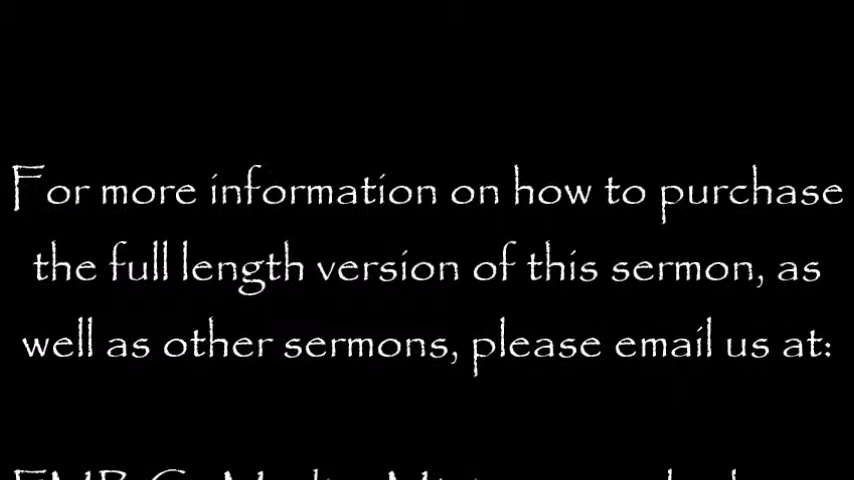 For more information on how to purchase
the full length version of this sermon, as
well as other sermons, please email us at: